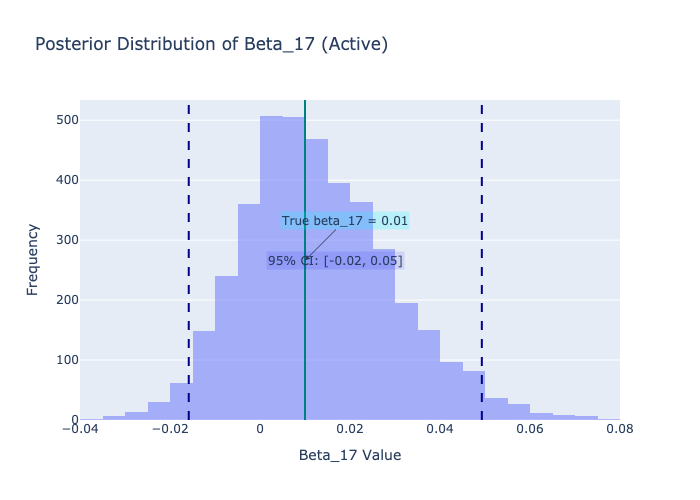 Posterior Distribution of Beta_17 (Active)
500
400
300
200
100
0
Frequency
True beta_17 = 0.01
95% CI: [-0.02, 0.05]
−0.04
−0.02
0
0.02
0.04
0.06
0.08
Beta_17 Value